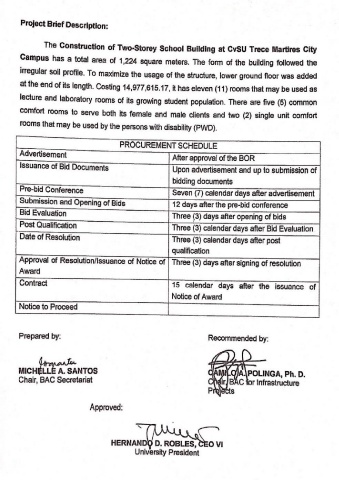 Project Brief Description:
The Construction of Two-Storey School Building at CvSU Trece Martires City
Campus has a total area of 1,224 square meters. The form of the building followed the
irregular soil profile. To maximize the usage of the structure, lower ground floor was added
at the end of its length. Costing 14,977,615.17, it has eleven (11) rooms that may be used as
lecture and laboratory rooms of its growing student population. There are five (5) common
comfort rooms to serve both its female and male clients and two (2) single unit comfort
rooms that may be used by the persons with disability (PWD).
PROCUREMENT SCHEDULE
Advertisement After approval of the BOR
Issuance of Bid Documents Upon advertisement and up to submission of
bidding documents
Pre-bid Conference Seven (7) calendar days after advertisement
Submission and Opening of Bids 12 days after the pre-bid conference
Bid Evaluation Three (3) days after opening of bids
Post Qualification Three (3) calendar days after Bid Evaluation
Date of Resolution Three (3) calendar days after post
qualification
Approval of Resolution/Issuance of Notice of Three (3) days after signing of resolution
Award
Contract 15 calendar days after the issuance of
Notice of Award
Notice to Proceed
Prepared by: Recommended by:
MICHELLE A. SANTOS CAMILO A. POLINGA, Ph. D.
Chair, BAC Secretariat Chair, BAC for Infrastructure
Projects
Approved:
HERNANDO D. ROBLES, CEO VI
University President